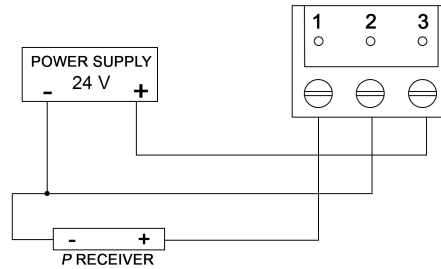 1 2 3
POWER SUPPLY
24 V
- +
- +
P RECEIVER